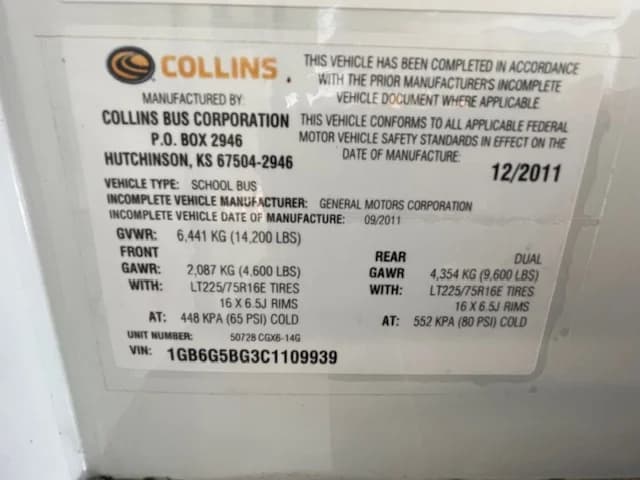 COLLINS.
MANUFACTURED BY
COLLINS BUS CORPORATION
P.O. BOX 2946
HUTCHINSON, KS 67504-2946
THIS VEHICLE HAS BEEN COMPLETED IN ACCORDANCE
WITH THE PRIOR MANUFACTURER'S INCOMPLETE
VEHICLE DOCUMENT WHERE APPLICABLE
THIS VEHICLE CONFORMS TO ALL APPLICABLE FEDERAL
MOTOR VEHICLE SAFETY STANDARDS IN EFFECT ON THE
DATE OF MANUFACTURE:
12/2011
VEHICLE TYPE: SCHOOL BUS
INCOMPLETE VEHICLE MANUFACTURER: GENERAL MOTORS CORPORATION
INCOMPLETE VEHICLE DATE OF MANUFACTURE: 09/2011
GVWR: 6,441 KG (14,200 LBS)
FRONT
GAWR: 2,087 KG (4,600 LBS)
WITH: LT225/75R16E TIRES
16 X 6.5J RIMS
AT: 448 KPA (65 PSI) COLD
REAR DUAL
GAWR 4,354 KG (9,600 LBS)
WITH: LT225/75R16E TIRES
16 X 6.5J RIMS
AT: 552 KPA (80 PSI) COLD
UNIT NUMBER: 50728 CGX6-14G
VIN: 1GB6G5BG3C1109939